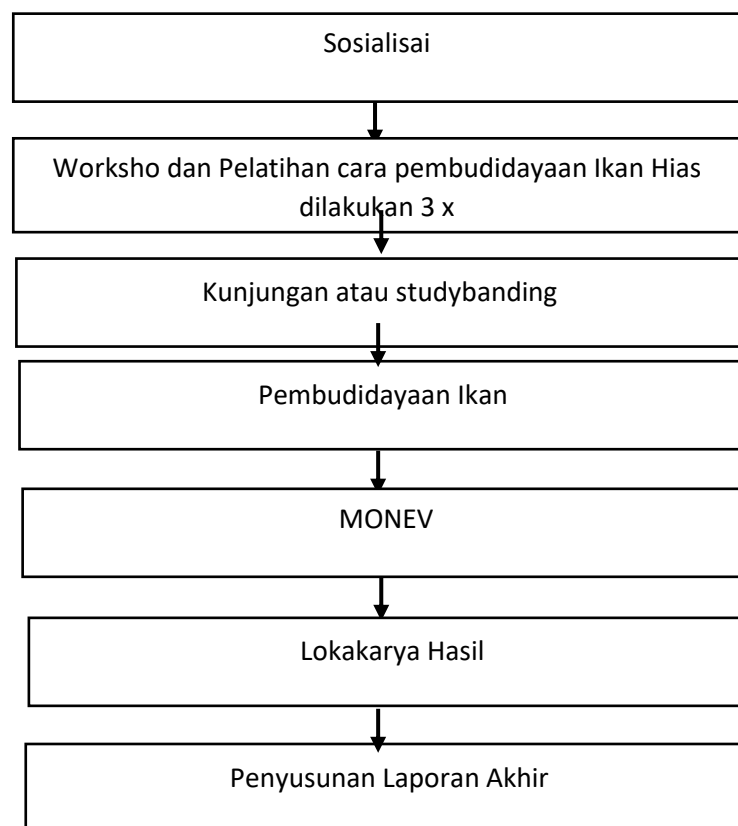 Sosialisai
Worksho dan Pelatihan cara pembudidayaan Ikan Hias
dilakukan 3 x
Kunjungan atau studybanding
Pembudidayaan Ikan
MONEV
Lokakarya Hasil
Penyusunan Laporan Akhir